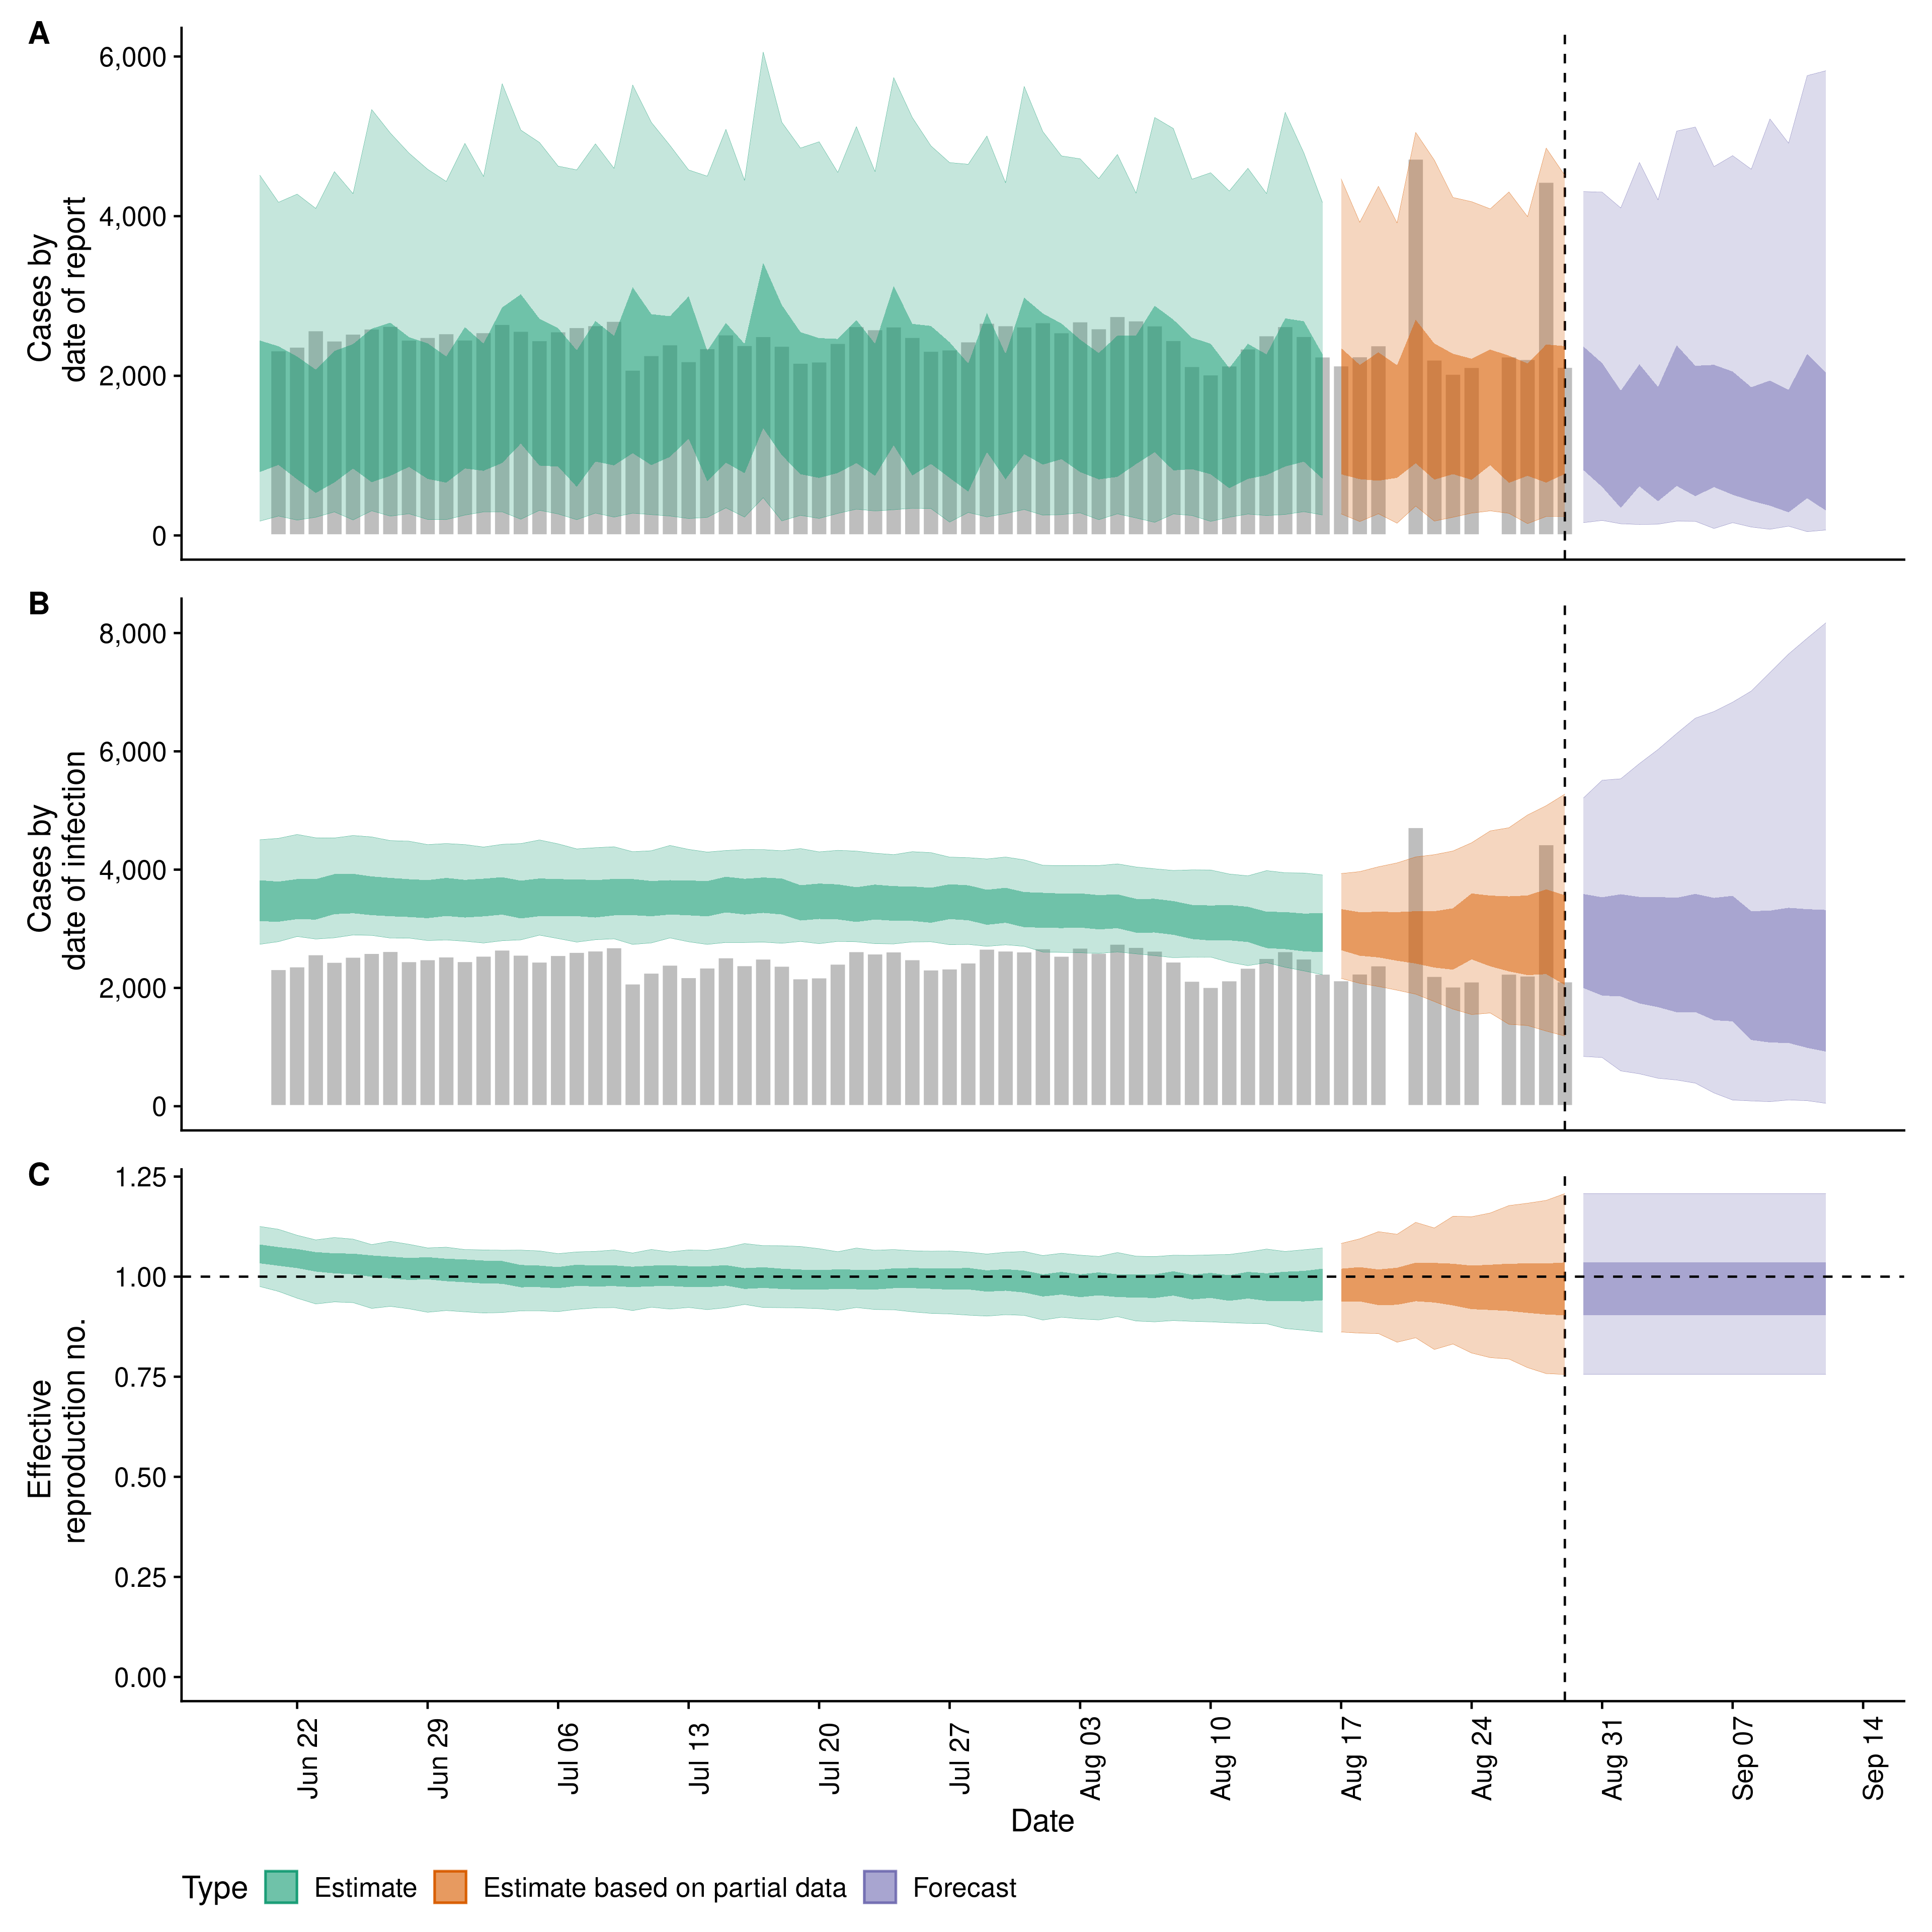 A
6,000
4,000
2,000
0
Cases by
date of report
B
8,000
6,000
4,000
2,000
0
Cases by
date of infection
C
1.25
1.00
0.75
0.50
0.25
0.00
Effective
reproduction no.
Jun 22
Jun 29
Jul 06
Jul 13
Jul 20
Jul 27
Aug 03
Aug 10
Aug 17
Aug 24
Aug 31
Sep 07
Sep 14
Date
Type Estimate Estimate based on partial data Forecast